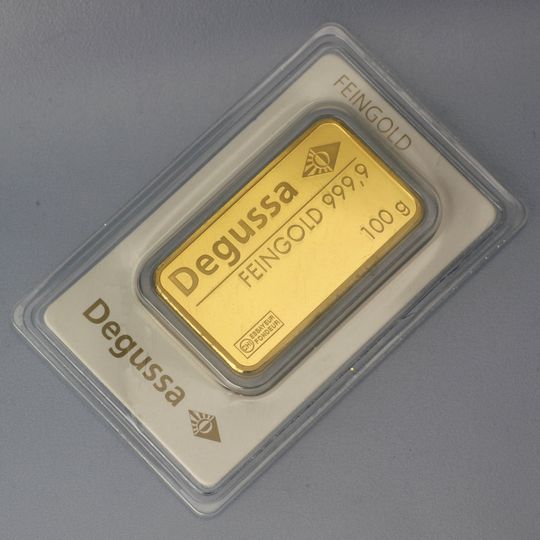 FEINGOLD
Degussa
FEINGOLD 999,9
100 g
ESSAYEUR
FONDEUR
Degussa